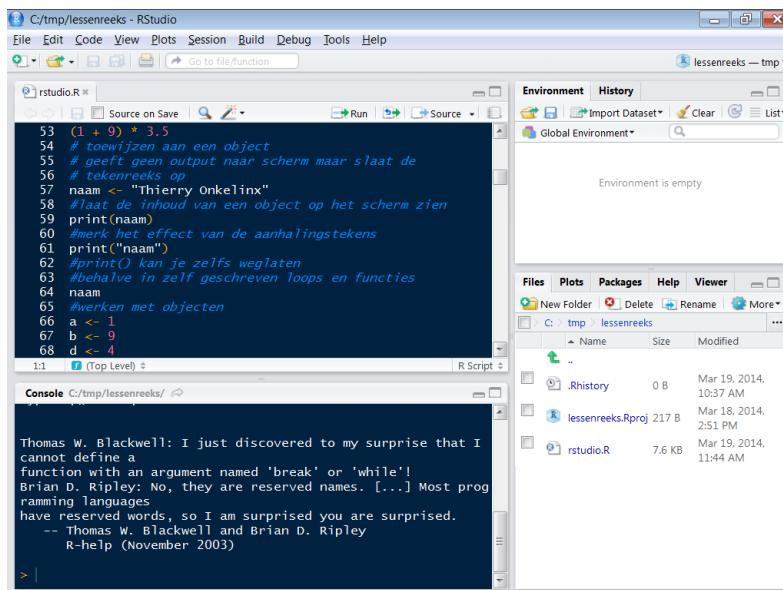 C:/tmp/lessenreeks - RStudio
File Edit Code View Plots Session Build Debug Tools Help
Go to file/function
lessenreeks — tmp
rstudio.R
Source on Save Run Source
53 (1 + 9) * 3.5
54 # toewijzen aan een object
55 # geeft geen output naar scherm maar slaat de
56 # tekenreeks op
57 naam <- "Thierry Onkelinx"
58 #laat de inhoud van een object op het scherm zien
59 print(naam)
60 #merk het effect van de aanhalingstekens
61 print("naam")
62 #print() kan je zelfs weglaten
63 #behalve in zelf geschreven loops en functies
64 naam
65 #werken met objecten
66 a <- 1
67 b <- 9
68 d <- 4
1:1 (Top Level) R Script
Console C:/tmp/lessenreeks/
Thomas W. Blackwell: I just discovered to my surprise that I
cannot define a
function with an argument named 'break' or 'while'!
Brian D. Ripley: No, they are reserved names. [...] Most prog
ramming languages
have reserved words, so I am surprised you are surprised.
-- Thomas W. Blackwell and Brian D. Ripley
R-help (November 2003)
>
Environment History
Import Dataset Clear List
Global Environment
Environment is empty
Files Plots Packages Help Viewer
New Folder Delete Rename More
C: tmp lessenreeks
Name Size Modified
..
.Rhistory 0 B Mar 19, 2014,
10:37 AM
lessenreeks.Rproj 217 B Mar 18, 2014,
2:51 PM
rstudio.R 7.6 KB Mar 19, 2014,
11:44 AM